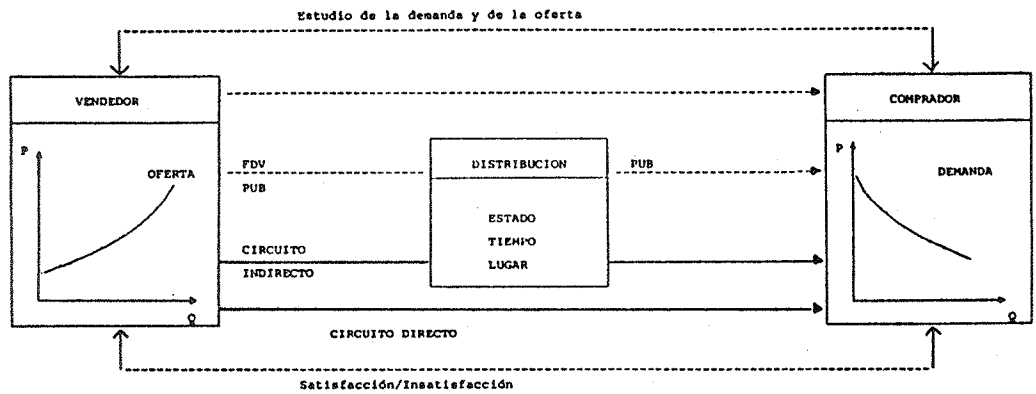 Estudio de la demanda y de la oferta
VENDEDOR
COMPRADOR
P
OFERTA
Q
FDV
PUB
DISTRIBUCION
ESTADO
TIEMPO
LUGAR
PUB
P
DEMANDA
Q
CIRCUITO
INDIRECTO
CIRCUITO DIRECTO
Satisfacción/Insatisfacción